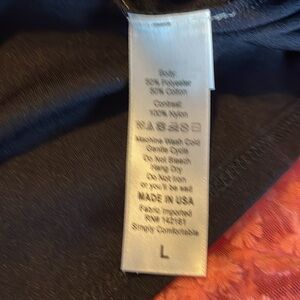 Body
50% Polyester
50% Cotton
Contrast
100% Nylon
Machine Wash Cold
Gentle Cycle
Do Not Bleach
Hang Dry
Do Not Iron
or you'll be sad
MADE IN USA
Fabric Imported
RN# 142181
Simply Comfortable
L